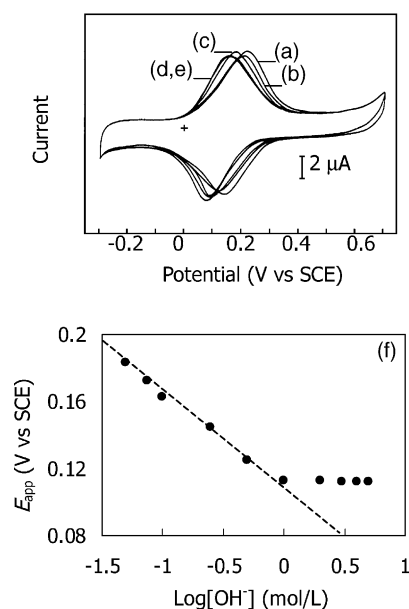 (c)
(a)
(d,e)
(b)
Current
2 μA
-0.2 0 0.2 0.4 0.6
Potential (V vs SCE)
0.2
(f)
0.16
0.12
0.08
E_app (V vs SCE)
-1.5 -1 -0.5 0 0.5 1
Log[OH⁻] (mol/L)